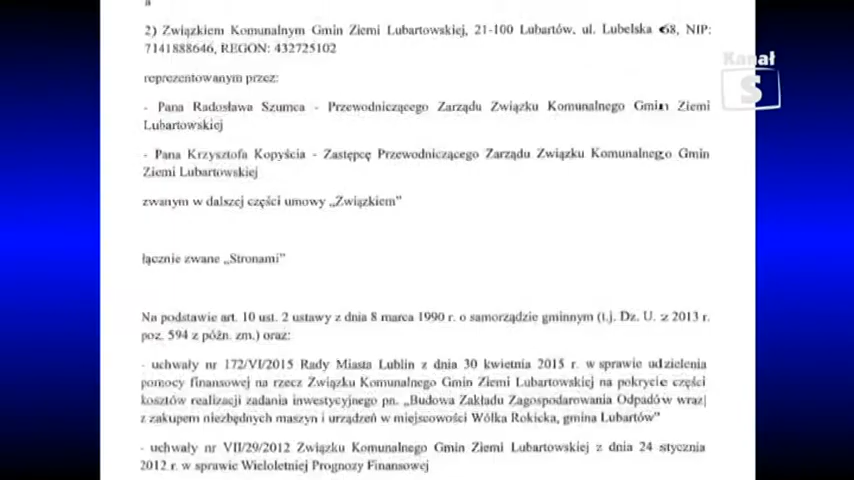 a
2) Związkiem Komunalnym Gmin Ziemi Lubartowskiej, 21-100 Lubartów, ul. Lubelska 68, NIP:
7141888646, REGON: 432725102
reprezentowanym przez:
- Pana Radosława Szumca - Przewodniczącego Zarządu Związku Komunalnego Gmin Ziemi
Lubartowskiej
- Pana Krzysztofa Kopyścia - Zastępcę Przewodniczącego Zarządu Związku Komunalnego Gmin
Ziemi Lubartowskiej
zwanym w dalszej części umowy „Związkiem”
łącznie zwane „Stronami”
Na podstawie art. 10 ust. 2 ustawy z dnia 8 marca 1990 r. o samorządzie gminnym (t.j. Dz. U. z 2013 r.
poz. 594 z późn. zm.) oraz:
- uchwały nr 172/VI/2015 Rady Miasta Lublin z dnia 30 kwietnia 2015 r. w sprawie udzielenia
pomocy finansowej na rzecz Związku Komunalnego Gmin Ziemi Lubartowskiej na pokrycie części
kosztów realizacji zadania inwestycyjnego pn. „Budowa Zakładu Zagospodarowania Odpadów wraz
z zakupem niezbędnych maszyn i urządzeń w miejscowości Wólka Rokicka, gmina Lubartów”
- uchwały nr VII/29/2012 Związku Komunalnego Gmin Ziemi Lubartowskiej z dnia 24 stycznia
2012 r. w sprawie Wieloletniej Prognozy Finansowej
Kanał
S